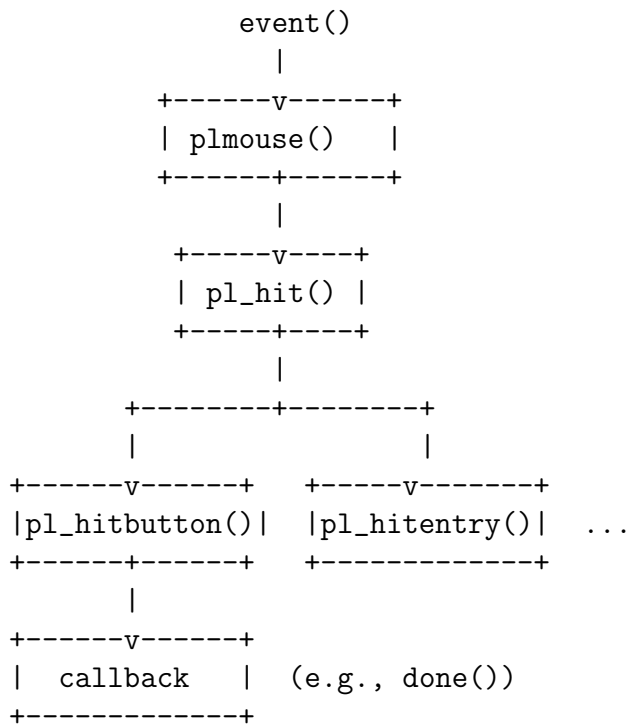 event()
|
+------v------+
| plmouse()   |
+------+------+
|
+-----v----+
| pl_hit() |
+-----+----+
|
+--------+--------+
|                 |
+------v------+   +-----v-------+
|pl_hitbutton()|  |pl_hitentry()|  ...
+------+------+   +-------------+
|
+------v------+
|  callback   |  (e.g., done())
+-------------+